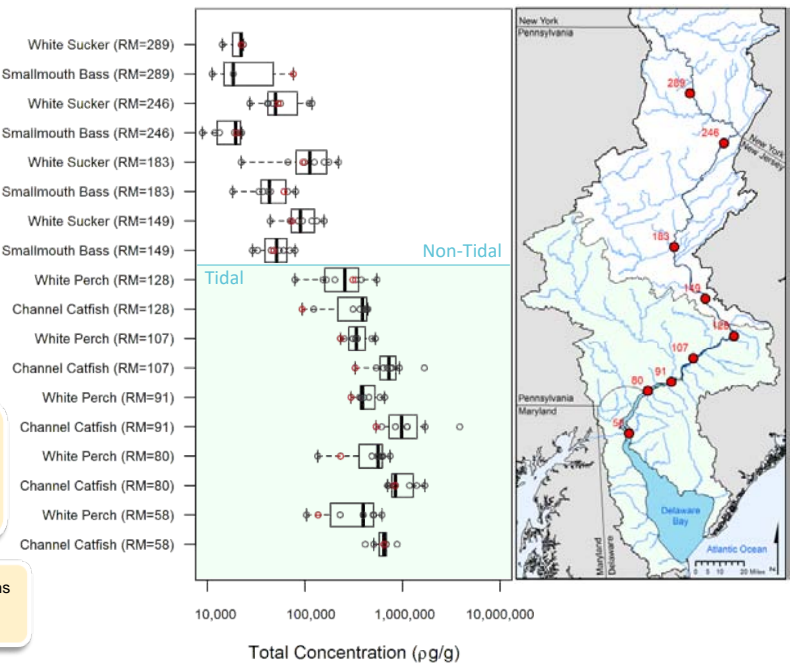 White Sucker (RM=289)
Smallmouth Bass (RM=289)
White Sucker (RM=246)
Smallmouth Bass (RM=246)
White Sucker (RM=183)
Smallmouth Bass (RM=183)
White Sucker (RM=149)
Smallmouth Bass (RM=149)
White Perch (RM=128)
Channel Catfish (RM=128)
White Perch (RM=107)
Channel Catfish (RM=107)
White Perch (RM=91)
Channel Catfish (RM=91)
White Perch (RM=80)
Channel Catfish (RM=80)
White Perch (RM=58)
Channel Catfish (RM=58)
Non-Tidal
Tidal
10,000
100,000
1,000,000
10,000,000
Total Concentration (ρg/g)
New York
Pennsylvania
289
246
New York
New Jersey
183
149
128
107
91
80
Pennsylvania
Maryland
58
Delaware
Bay
Maryland
Delaware
Atlantic Ocean
0 5 10 20 Miles
N